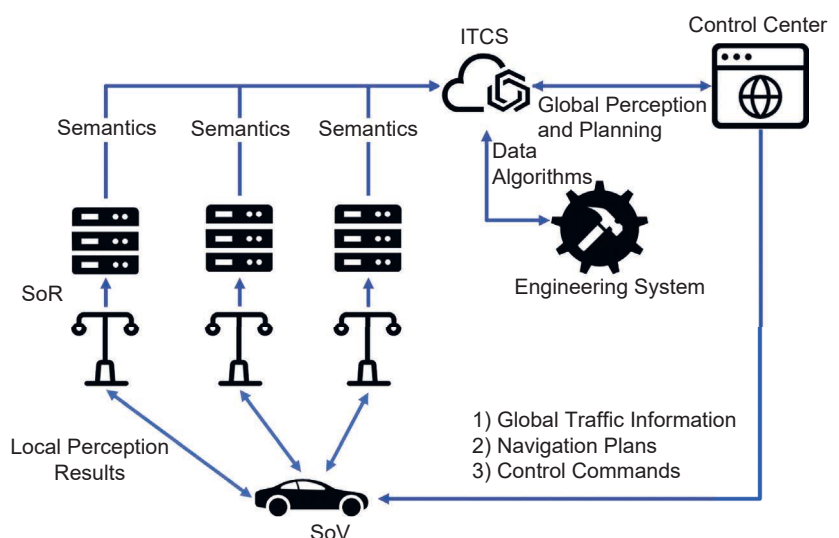 ITCS
Control Center
Semantics
Semantics
Semantics
Global Perception
and Planning
Data
Algorithms
SoR
Engineering System
Local Perception
Results
1) Global Traffic Information
2) Navigation Plans
3) Control Commands
SoV